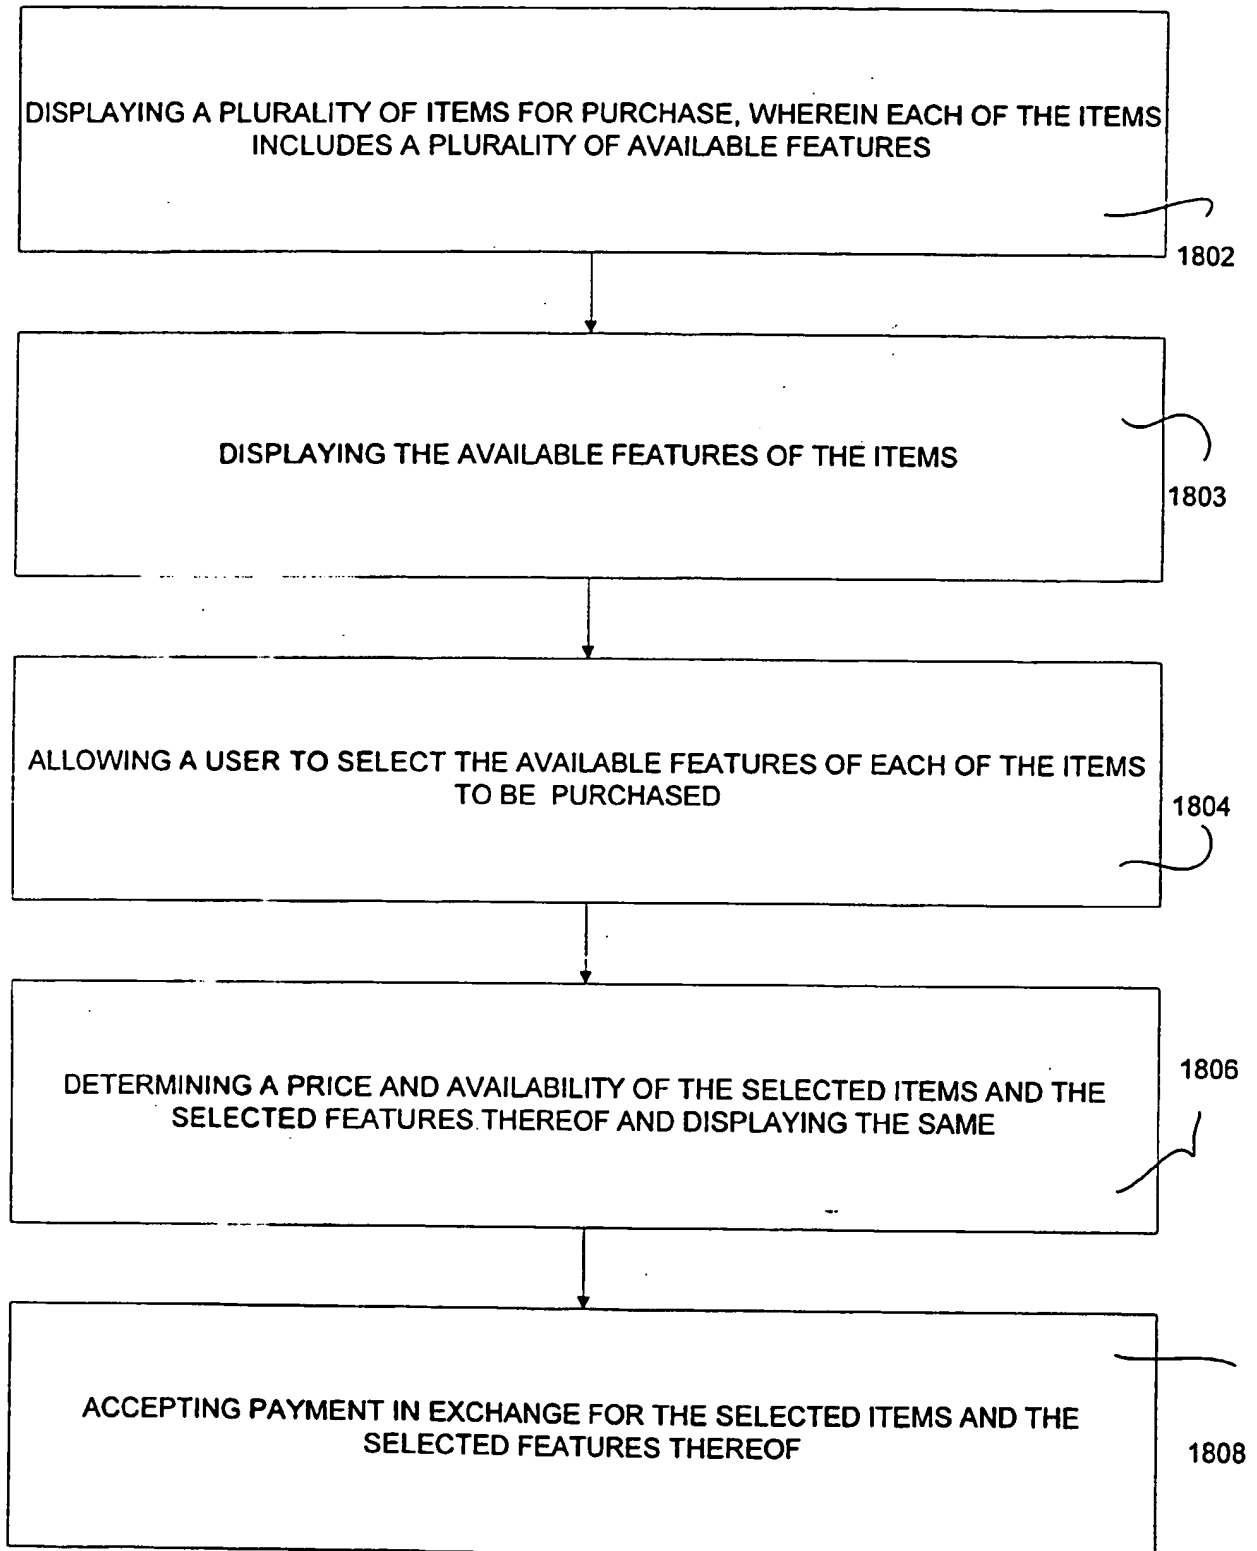 DISPLAYING A PLURALITY OF ITEMS FOR PURCHASE, WHEREIN EACH OF THE ITEMS
INCLUDES A PLURALITY OF AVAILABLE FEATURES
1802
DISPLAYING THE AVAILABLE FEATURES OF THE ITEMS
1803
ALLOWING A USER TO SELECT THE AVAILABLE FEATURES OF EACH OF THE ITEMS
TO BE PURCHASED
1804
DETERMINING A PRICE AND AVAILABILITY OF THE SELECTED ITEMS AND THE
SELECTED FEATURES THEREOF AND DISPLAYING THE SAME
1806
ACCEPTING PAYMENT IN EXCHANGE FOR THE SELECTED ITEMS AND THE
SELECTED FEATURES THEREOF
1808